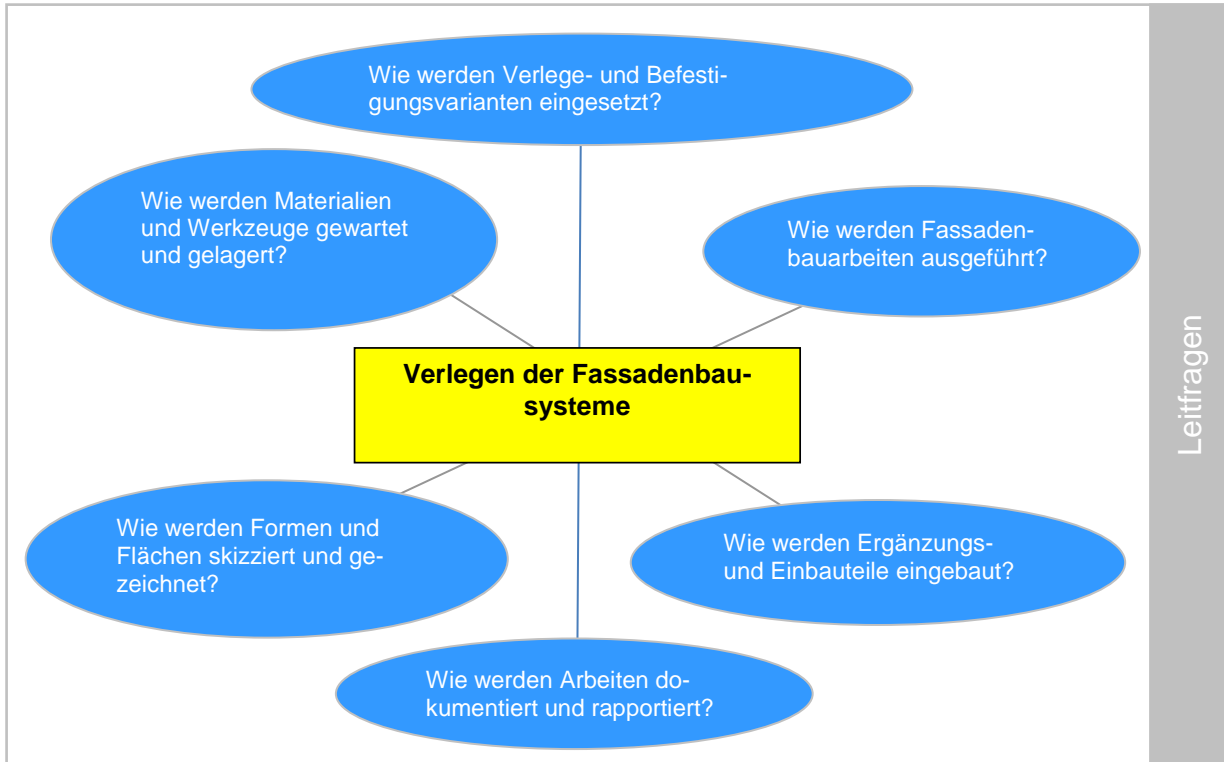 Wie werden Verlege- und Befesti-
gungsvarianten eingesetzt?
Wie werden Materialien
und Werkzeuge gewartet
und gelagert?
Wie werden Fassaden-
bauarbeiten ausgeführt?
Verlegen der Fassadenbau-
systeme
Wie werden Formen und
Flächen skizziert und ge-
zeichnet?
Wie werden Ergänzungs-
und Einbauteile eingebaut?
Wie werden Arbeiten do-
kumentiert und rapportiert?
Leitfragen